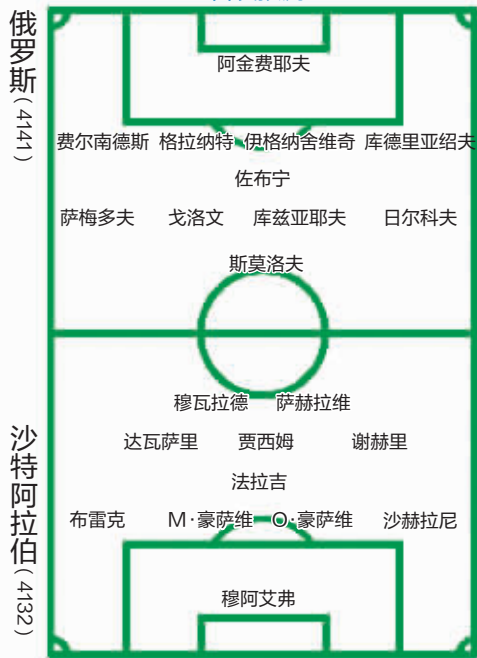 俄罗斯（4141）
阿金费耶夫
费尔南德斯 格拉纳特 伊格纳舍维奇 库德里亚绍夫
佐布宁
萨梅多夫 戈洛文 库兹亚耶夫 日尔科夫
斯莫洛夫
沙特阿拉伯（4132）
穆瓦拉德 萨赫拉维
达瓦萨里 贾西姆 谢赫里
法拉吉
布雷克 M·豪萨维 O·豪萨维 沙赫拉尼
穆阿艾弗